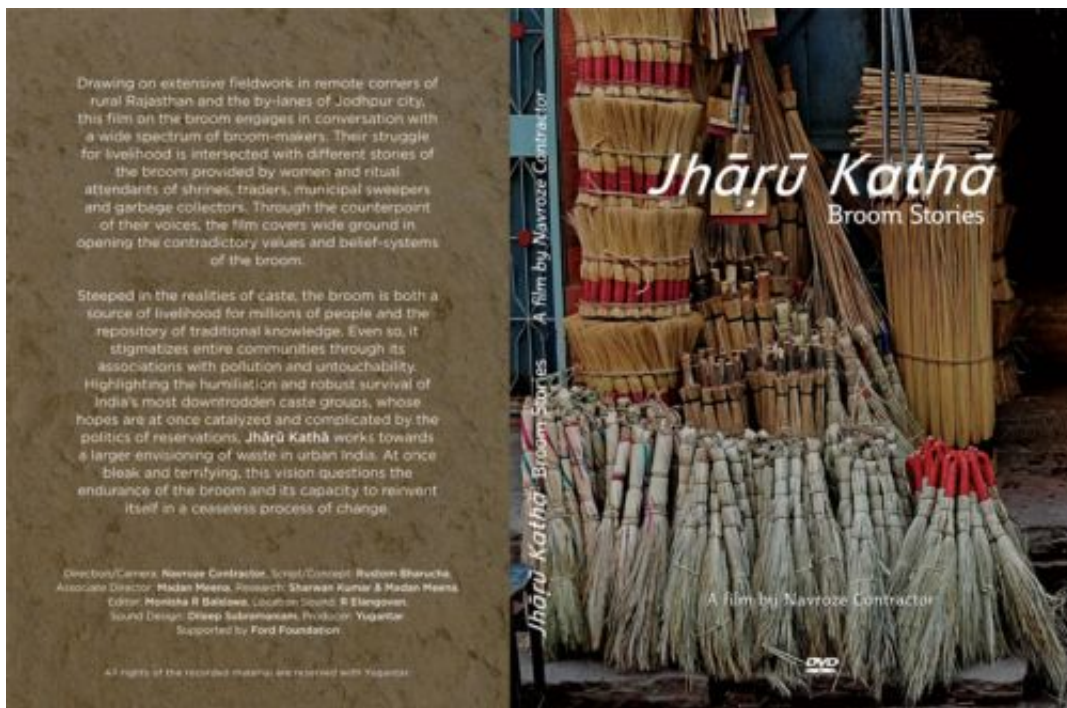 Drawing on extensive fieldwork in remote corners of
rural Rajasthan and the by-lanes of Jodhpur city,
this film on the broom engages in conversation with
a wide spectrum of broom-makers. Their struggle
for livelihood is intersected with different stories of
the broom provided by women and ritual
attendants of shrines, traders, municipal sweepers
and garbage collectors. Through the counterpoint
of their voices, the film covers wide ground in
opening the contradictory values and belief-systems
of the broom.
Steeped in the realities of caste, the broom is both a
source of livelihood for millions of people and the
repository of traditional knowledge. Even so, it
stigmatizes entire communities through its
associations with pollution and untouchability.
Highlighting the humiliation and robust survival of
India's most downtrodden caste groups, whose
hopes are at once catalyzed and complicated by the
politics of reservations, Jhāṛū Kathā works towards
a larger envisioning of waste in urban India. At once
bleak and terrifying, this vision questions the
endurance of the broom and its capacity to reinvent
itself in a ceaseless process of change.
Direction/Camera: Navroze Contractor, Script/Concept: Rustom Bharucha,
Associate Director: Madan Meena, Research: Sharwan Kumar & Madan Meena,
Editor: Monisha R Baldawa, Location Sound: R Elangovan,
Sound Design: Dileep Subramaniam, Producer: Yugantar
Supported by Ford Foundation
All rights of the recorded material are reserved with Yugantar
Jhāṛū Kathā Broom Stories A film by Navroze Contractor
Jhāṛū Kathā
Broom Stories
A film by Navroze Contractor
DVD